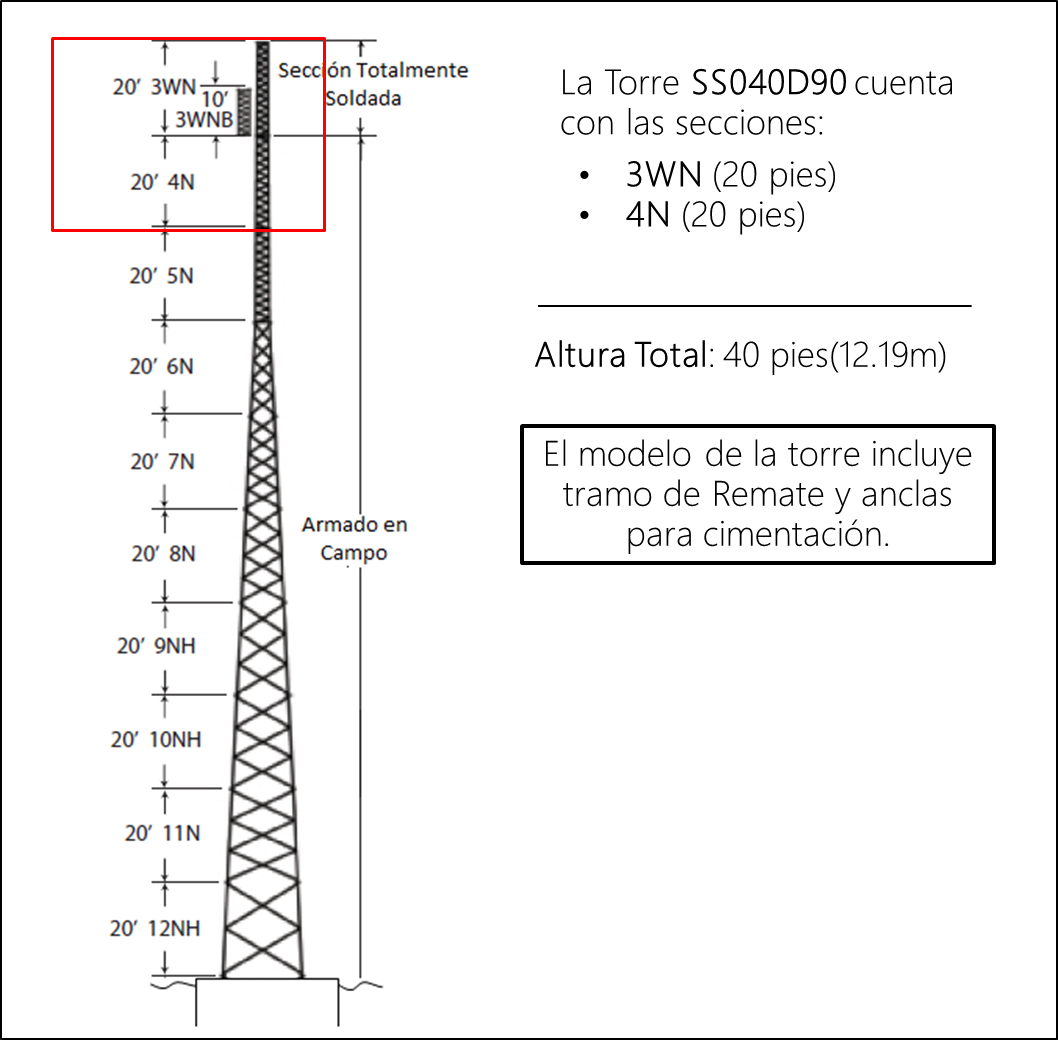 20' 3WN
10'
3WNB
Sección Totalmente
Soldada
20' 4N
20' 5N
20' 6N
20' 7N
20' 8N
Armado en
Campo
20' 9NH
20' 10NH
20' 11N
20' 12NH
La Torre SS040D90 cuenta
con las secciones:
• 3WN (20 pies)
• 4N (20 pies)
Altura Total: 40 pies(12.19m)
El modelo de la torre incluye
tramo de Remate y anclas
para cimentación.